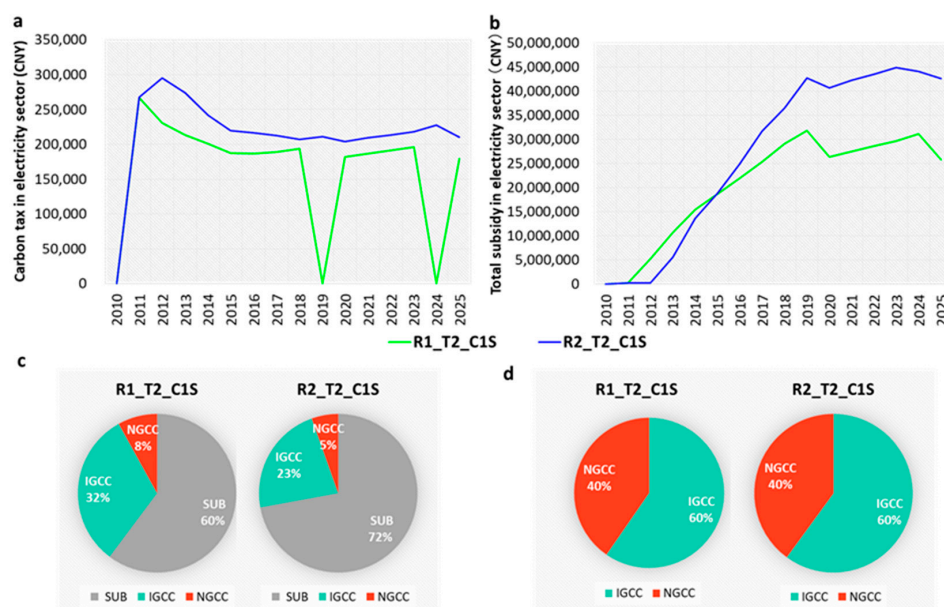 a
Carbon tax in electricity sector (CNY)
350,000
300,000
250,000
200,000
150,000
100,000
50,000
0
2010
2011
2012
2013
2014
2015
2016
2017
2018
2019
2020
2021
2022
2023
2024
2025
b
Total subsidy in electricity sector (CNY)
50,000,000
45,000,000
40,000,000
35,000,000
30,000,000
25,000,000
20,000,000
15,000,000
10,000,000
5,000,000
0
2010
2011
2012
2013
2014
2015
2016
2017
2018
2019
2020
2021
2022
2023
2024
2025
R1_T2_C1S R2_T2_C1S
c
R1_T2_C1S
NGCC
8%
IGCC
32%
SUB
60%
SUB IGCC NGCC
R2_T2_C1S
NGCC
5%
IGCC
23%
SUB
72%
SUB IGCC NGCC
d
R1_T2_C1S
NGCC
40%
IGCC
60%
IGCC NGCC
R2_T2_C1S
NGCC
40%
IGCC
60%
IGCC NGCC